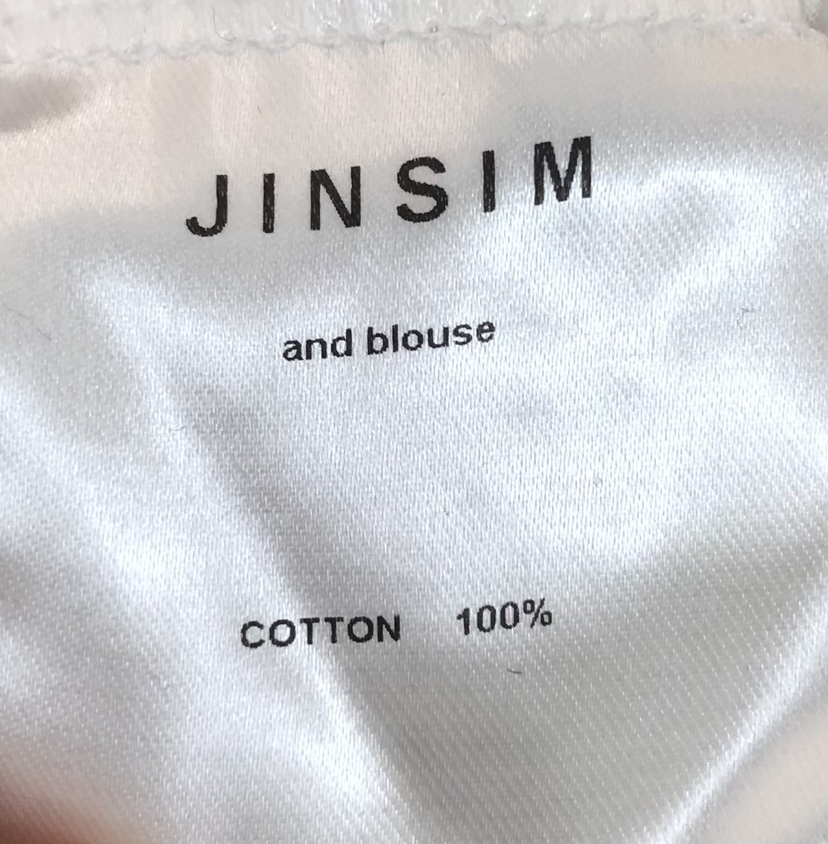 JINSIM
and blouse
COTTON 100%